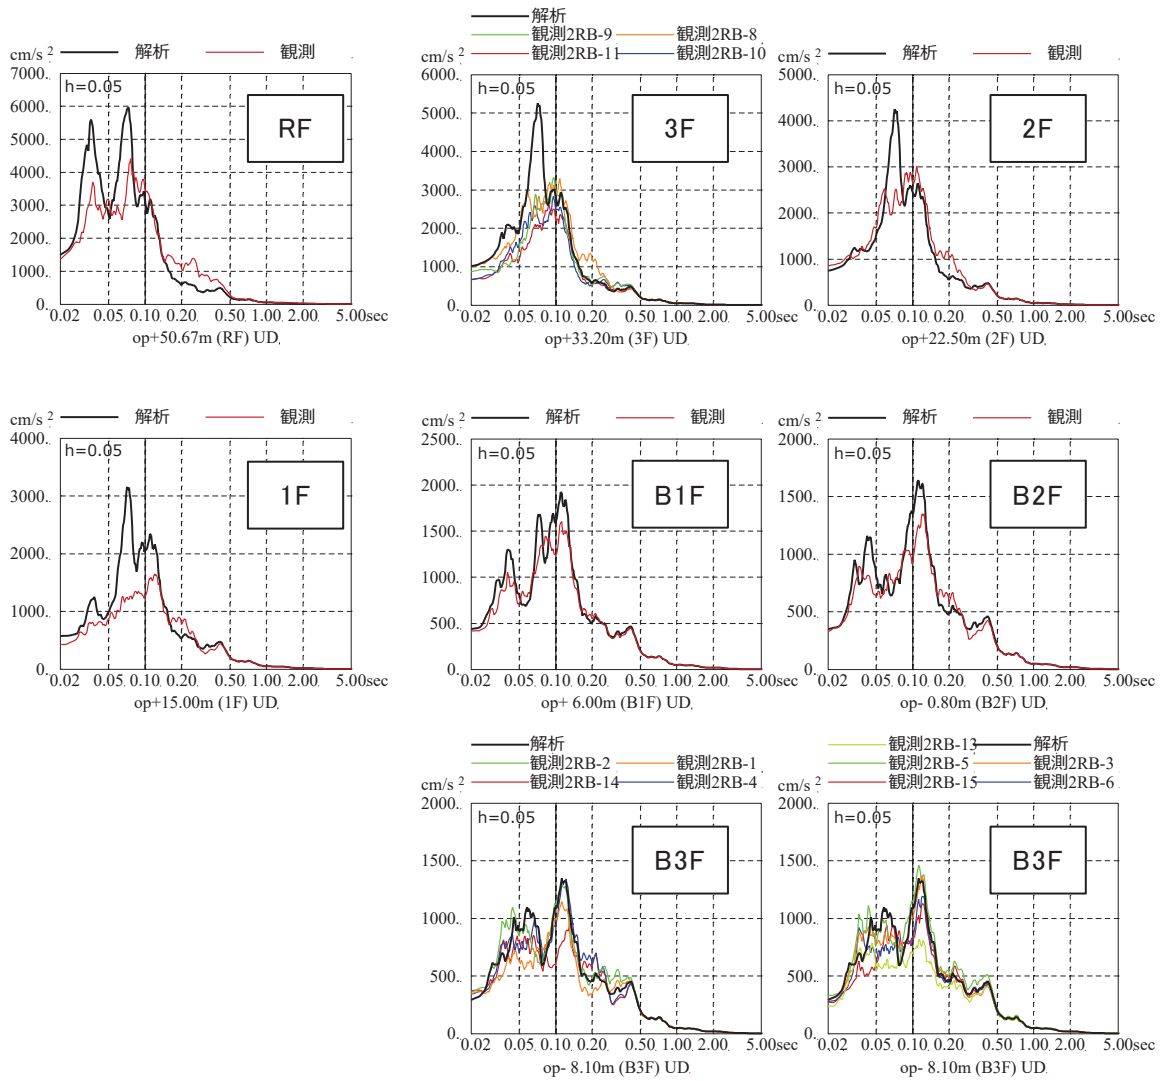 cm/s 2 解析 観測
7000.
6000.
5000.
4000.
3000.
2000.
1000.
0.
h=0.05
RF
0.02 0.05 0.10 0.20 0.50 1.00 2.00 5.00sec
op+50.67m (RF) UD
解析
観測2RB-9 観測2RB-8
観測2RB-11 観測2RB-10
cm/s 2
6000.
5000.
4000.
3000.
2000.
1000.
0.
h=0.05
3F
0.02 0.05 0.10 0.20 0.50 1.00 2.00 5.00sec
op+33.20m (3F) UD
cm/s 2 解析 観測
5000.
4000.
3000.
2000.
1000.
0.
h=0.05
2F
0.02 0.05 0.10 0.20 0.50 1.00 2.00 5.00sec
op+22.50m (2F) UD
cm/s 2 解析 観測
4000.
3000.
2000.
1000.
0.
h=0.05
1F
0.02 0.05 0.10 0.20 0.50 1.00 2.00 5.00sec
op+15.00m (1F) UD
cm/s 2 解析 観測
2500.
2000.
1500.
1000.
500.
0.
h=0.05
B1F
0.02 0.05 0.10 0.20 0.50 1.00 2.00 5.00sec
op+ 6.00m (B1F) UD
cm/s 2 解析 観測
2000.
1500.
1000.
500.
0.
h=0.05
B2F
0.02 0.05 0.10 0.20 0.50 1.00 2.00 5.00sec
op- 0.80m (B2F) UD
解析
観測2RB-2 観測2RB-1
観測2RB-14 観測2RB-4
cm/s 2
2000.
1500.
1000.
500.
0.
h=0.05
B3F
0.02 0.05 0.10 0.20 0.50 1.00 2.00 5.00sec
op- 8.10m (B3F) UD
観測2RB-13 解析
観測2RB-5 観測2RB-3
観測2RB-15 観測2RB-6
cm/s 2
2000.
1500.
1000.
500.
0.
h=0.05
B3F
0.02 0.05 0.10 0.20 0.50 1.00 2.00 5.00sec
op- 8.10m (B3F) UD